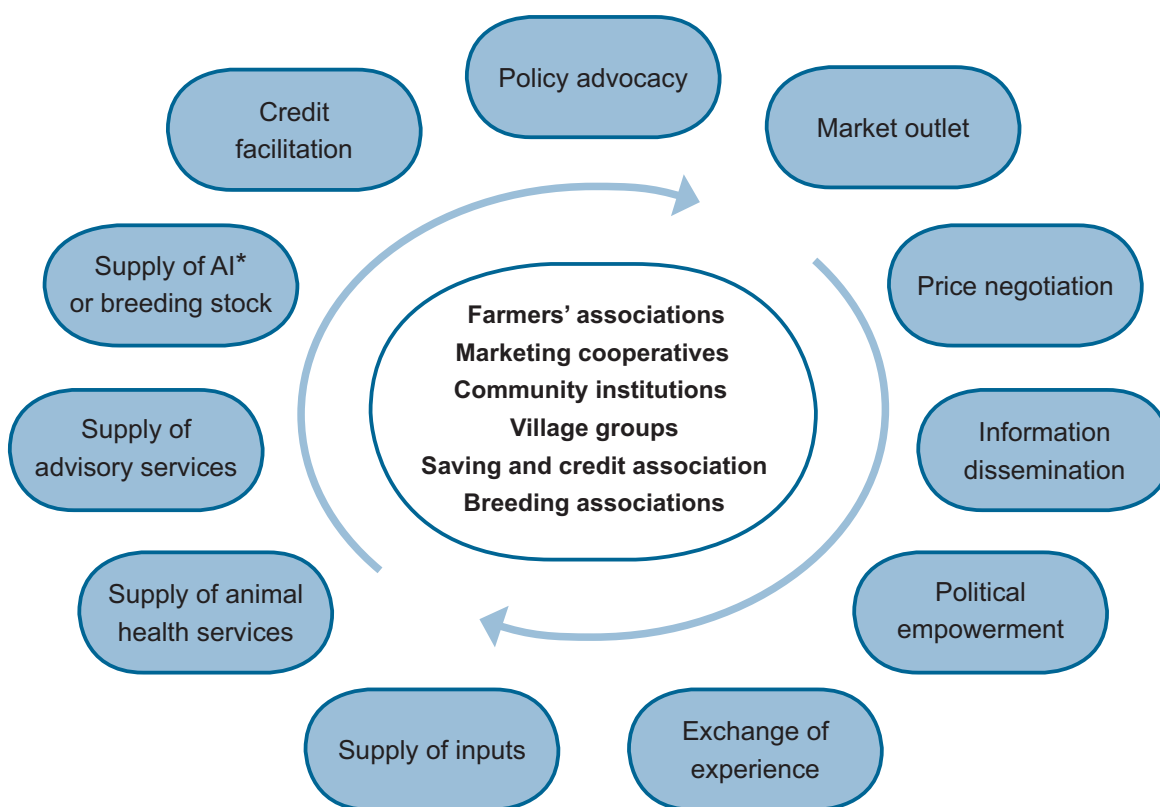 Policy advocacy
Credit
facilitation
Market outlet
Supply of AI*
or breeding stock
Price negotiation
Farmers’ associations
Marketing cooperatives
Community institutions
Village groups
Saving and credit association
Breeding associations
Supply of
advisory services
Information
dissemination
Supply of animal
health services
Political
empowerment
Supply of inputs
Exchange of
experience